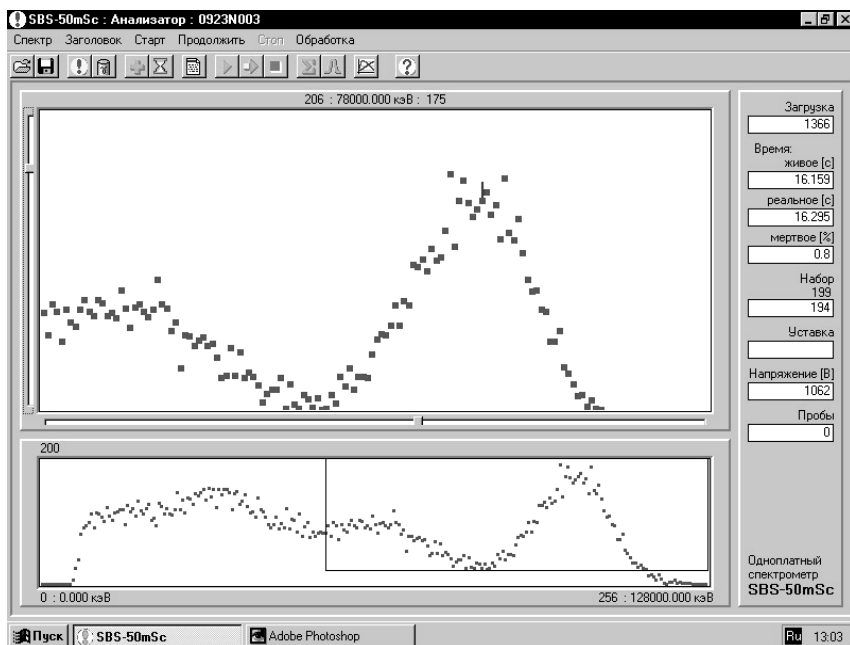 SBS-50mSc : Анализатор : 0923N003
Спектр Заголовок Старт Продолжить Стоп Обработка
206 : 78000.000 кэВ : 175
Загрузка
1366
Время:
живое [с]
16.159
реальное [с]
16.295
мертвое [%]
0.8
Набор
199
194
Уставка
Напряжение [В]
1062
Пробы
0
200
0 : 0.000 кэВ 256 : 128000.000 кэВ
Одноплатный
спектрометр
SBS-50mSc
Пуск SBS-50mSc Adobe Photoshop Ru 13:03